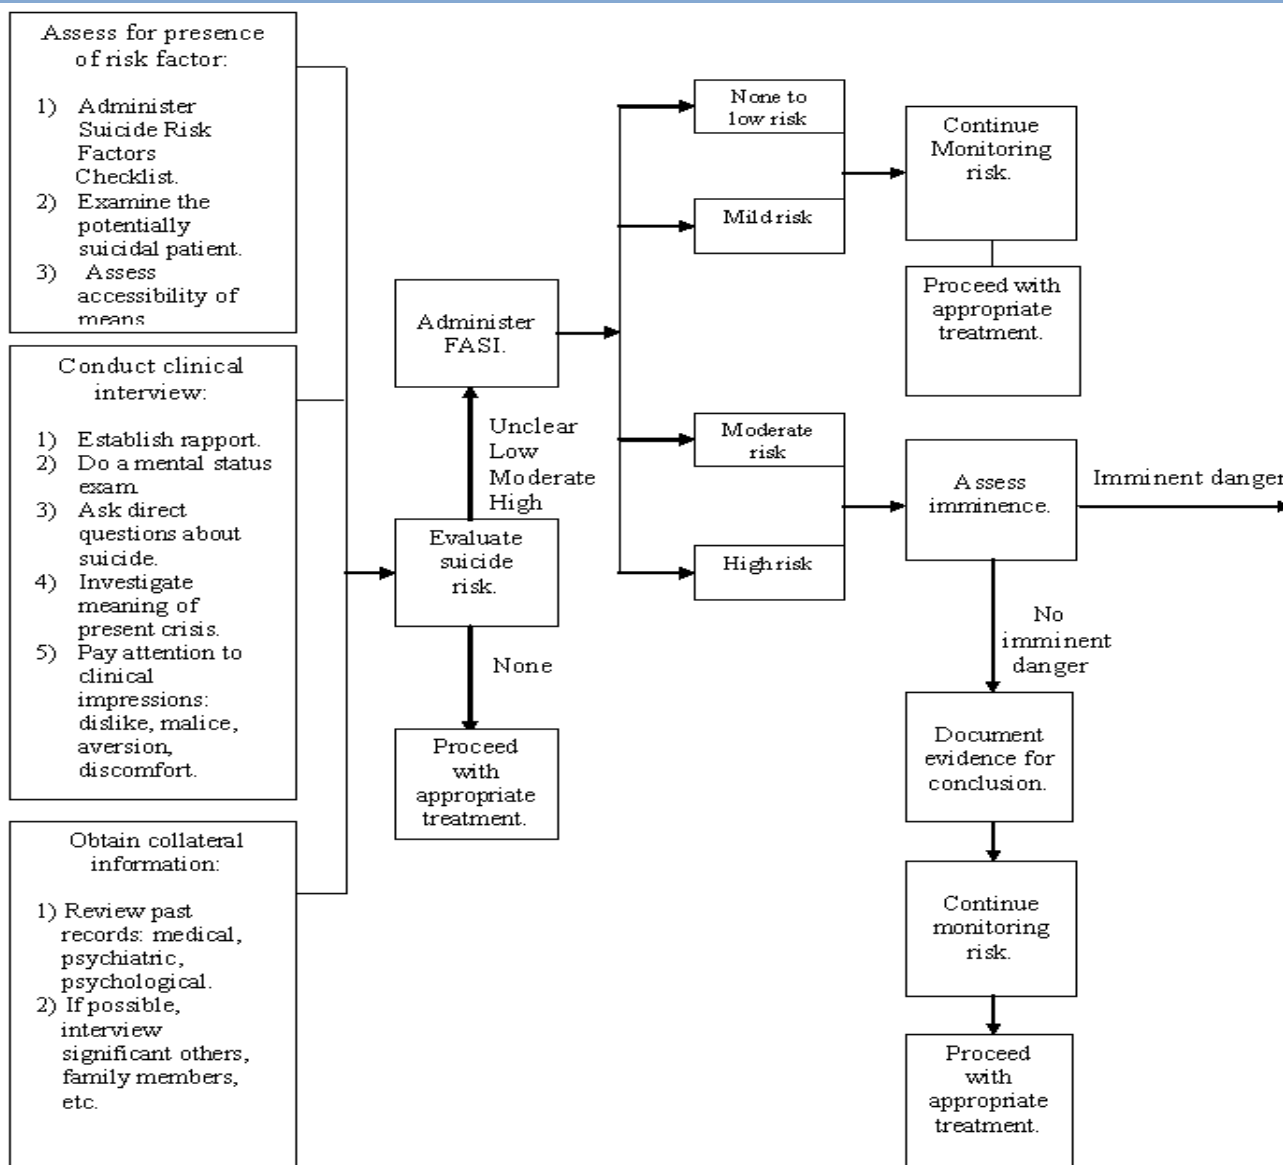 Assess for presence
of risk factor:
1) Administer
Suicide Risk
Factors
Checklist.
2) Examine the
potentially
suicidal patient.
3) Assess
accessibility of
means
Conduct clinical
interview:
1) Establish rapport.
2) Do a mental status
exam.
3) Ask direct
questions about
suicide.
4) Investigate
meaning of
present crisis.
5) Pay attention to
clinical
impressions:
dislike, malice,
aversion,
discomfort.
Obtain collateral
information:
1) Review past
records: medical,
psychiatric,
psychological.
2) If possible,
interview
significant others,
family members,
etc.
Administer
FASI.
Unclear
Low
Moderate
High
Evaluate
suicide
risk.
None
Proceed
with
appropriate
treatment.
None to
low risk
Mild risk
Moderate
risk
High risk
Continue
Monitoring
risk.
Proceed with
appropriate
treatment.
Assess
imminence.
Imminent danger
No
imminent
danger
Document
evidence for
conclusion.
Continue
monitoring
risk.
Proceed
with
appropriate
treatment.